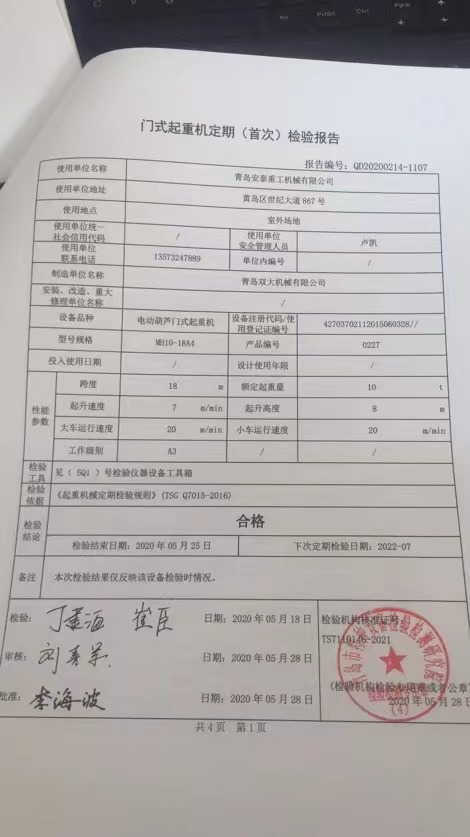 PrtSc
Ins
Del
PgUp
门式起重机定期（首次）检验报告
报告编号：QD20200214-1107
使用单位名称 青岛安泰重工机械有限公司
使用单位地址 黄岛区世纪大道867号
使用地点 室外场地
使用单位统一社会信用代码 / 使用单位安全管理人员 卢凯
使用单位联系电话 13573247889 单位内编号 /
制造单位名称 青岛双大机械有限公司
安装、改造、重大修理单位名称 /
设备品种 电动葫芦门式起重机 设备注册代码/使用登记证编号 42703702112015060328//
型号规格 MH10-18A4 产品编号 0227
投入使用日期 / 设计使用年限 /
性能参数
跨度 18 m 额定起重量 10 t
起升速度 7 m/min 起升高度 8 m
大车运行速度 20 m/min 小车运行速度 20 m/min
工作级别 A3 / /
检验工具 见（5Q1）号检验仪器设备工具箱
检验依据 《起重机械定期检验规则》(TSG Q7015-2016)
检验结论 合格
检验结束日期：2020年05月25日 下次定期检验日期：2022-07
备注 本次检验结果仅反映该设备检验时情况。
检验： 崔臣 日期：2020年05月18日 检验机构核准证号：
TS7110146-2021
审核： 日期：2020年05月28日
(检验机构检验专用章或者公章)
批准：李海波 日期：2020年05月28日 2020年05月28日
共4页 第1页